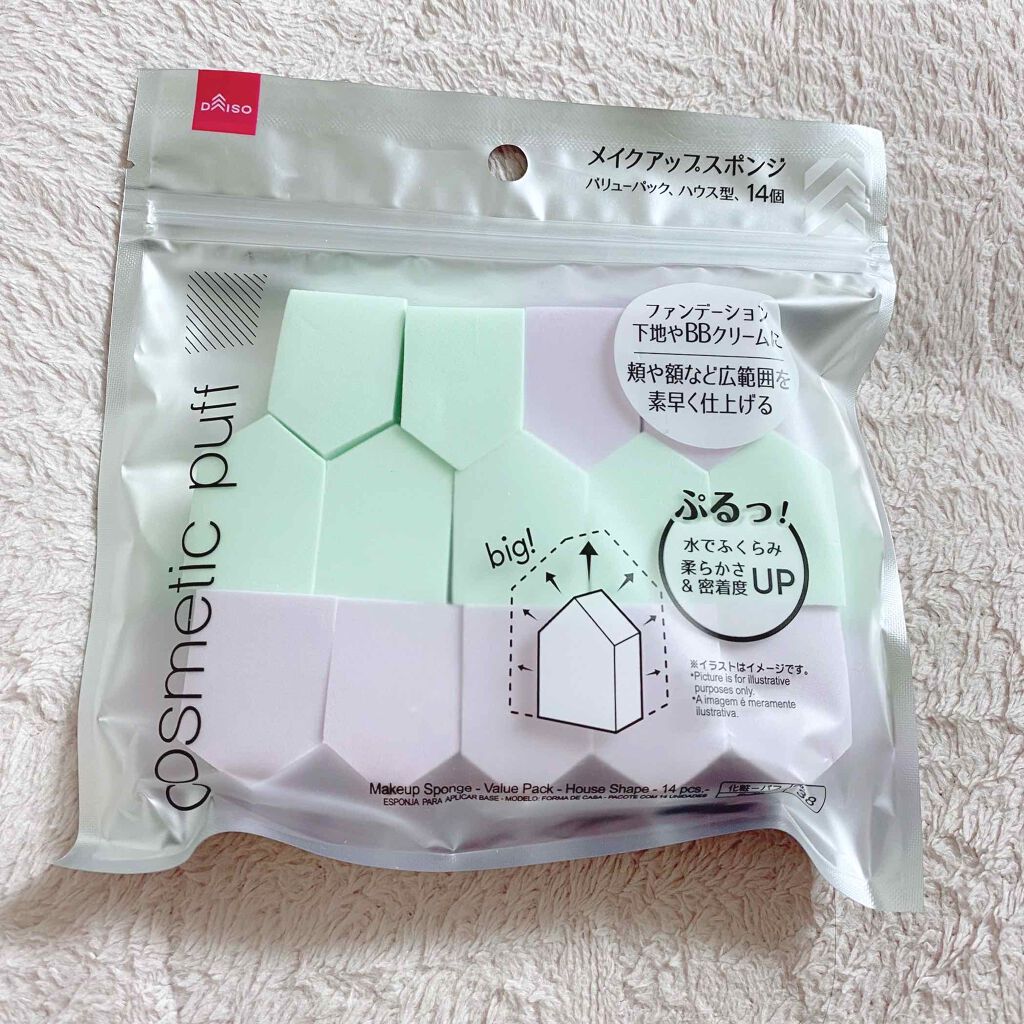 DAISO
メイクアップスポンジ
バリューパック、ハウス型、14個
ファンデーション
下地やBBクリームに
頬や額など広範囲を
素早く仕上げる
cosmetic puff
big!
ぷるっ!
水でふくらみ
柔らかさ
&密着度 UP
※イラストはイメージです。
*Picture is for illustrative
purposes only.
*A imagem é meramente
ilustrativa.
Makeup Sponge - Value Pack - House Shape - 14 pcs.-
ESPONJA PARA APLICAR BASE - MODELO: FORMA DE CASA - PACOTE COM 14 UNIDADES